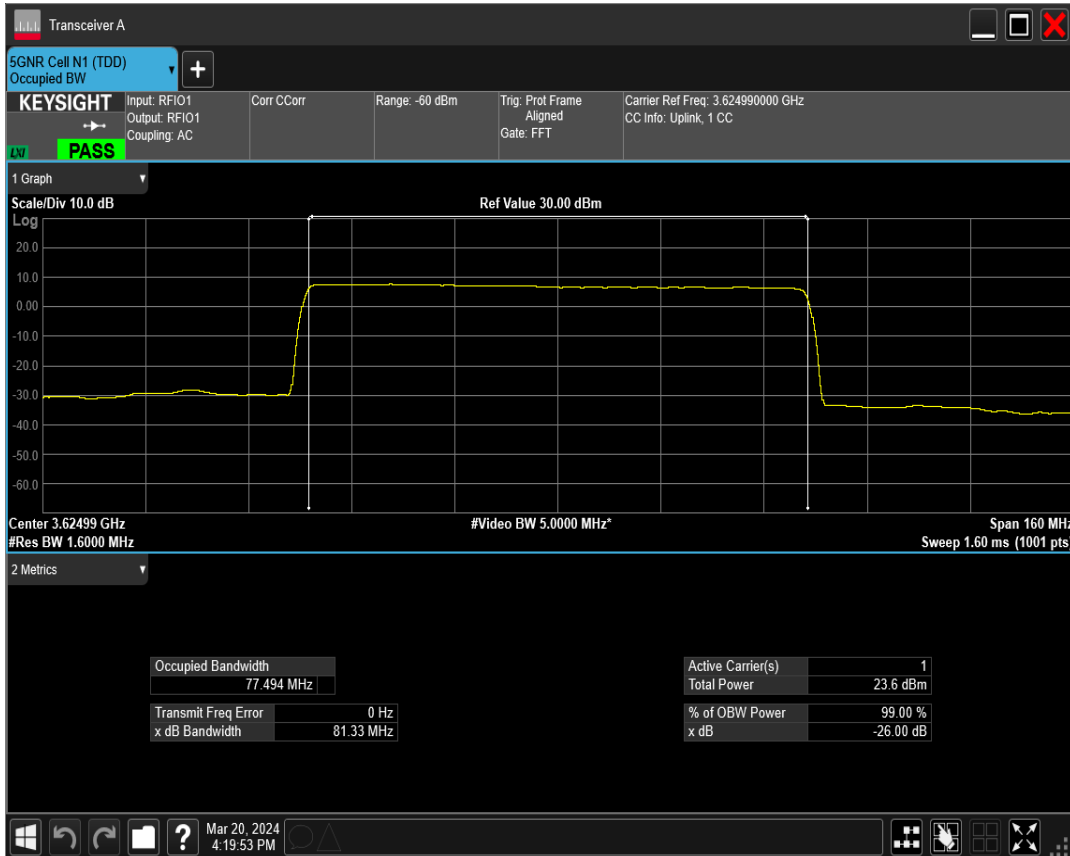 Transceiver A
5GNR Cell N1 (TDD)
Occupied BW
+
KEYSIGHT
LXI
PASS
Input: RFIO1
Output: RFIO1
Coupling: AC
Corr CCorr
Range: -60 dBm
Trig: Prot Frame
Aligned
Gate: FFT
Carrier Ref Freq: 3.624990000 GHz
CC Info: Uplink, 1 CC
1 Graph
Scale/Div 10.0 dB
Ref Value 30.00 dBm
Log
20.0
10.0
0.00
-10.0
-20.0
-30.0
-40.0
-50.0
-60.0
Center 3.62499 GHz
#Video BW 5.0000 MHz*
Span 160 MHz
#Res BW 1.6000 MHz
Sweep 1.60 ms (1001 pts)
2 Metrics
Occupied Bandwidth
77.494 MHz
Transmit Freq Error 0 Hz
x dB Bandwidth 81.33 MHz
Active Carrier(s) 1
Total Power 23.6 dBm
% of OBW Power 99.00 %
x dB -26.00 dB
?
Mar 20, 2024
4:19:53 PM